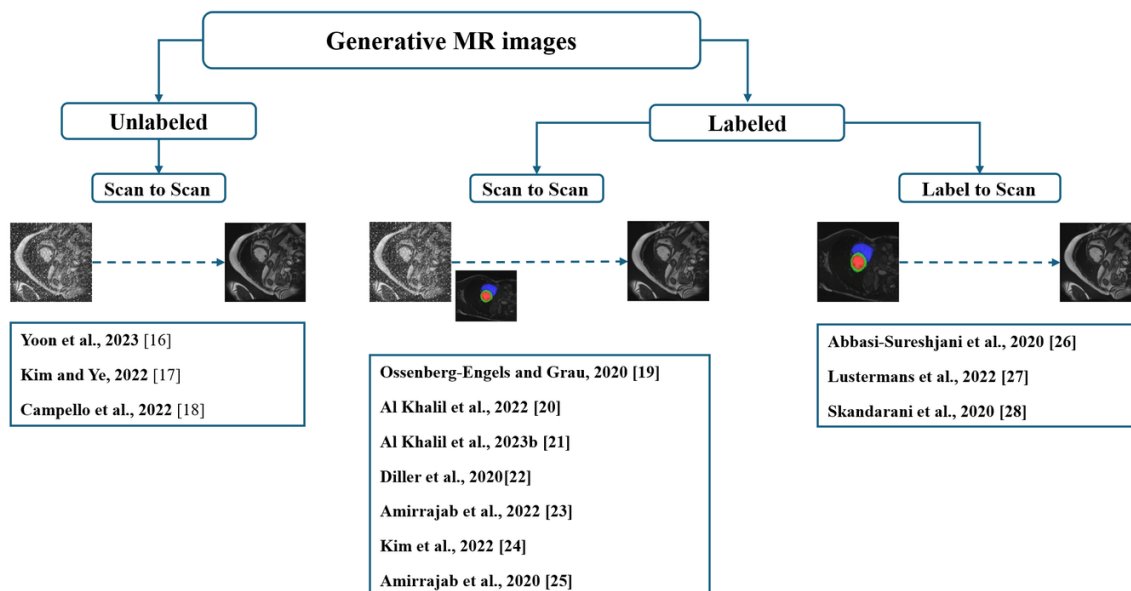 Generative MR images
Unlabeled
Labeled
Scan to Scan
Scan to Scan
Label to Scan
Yoon et al., 2023 [16]
Kim and Ye, 2022 [17]
Campello et al., 2022 [18]
Ossenberg-Engels and Grau, 2020 [19]
Al Khalil et al., 2022 [20]
Al Khalil et al., 2023b [21]
Diller et al., 2020[22]
Amirrajab et al., 2022 [23]
Kim et al., 2022 [24]
Amirrajab et al., 2020 [25]
Abbasi-Sureshjani et al., 2020 [26]
Lustermans et al., 2022 [27]
Skandarani et al., 2020 [28]